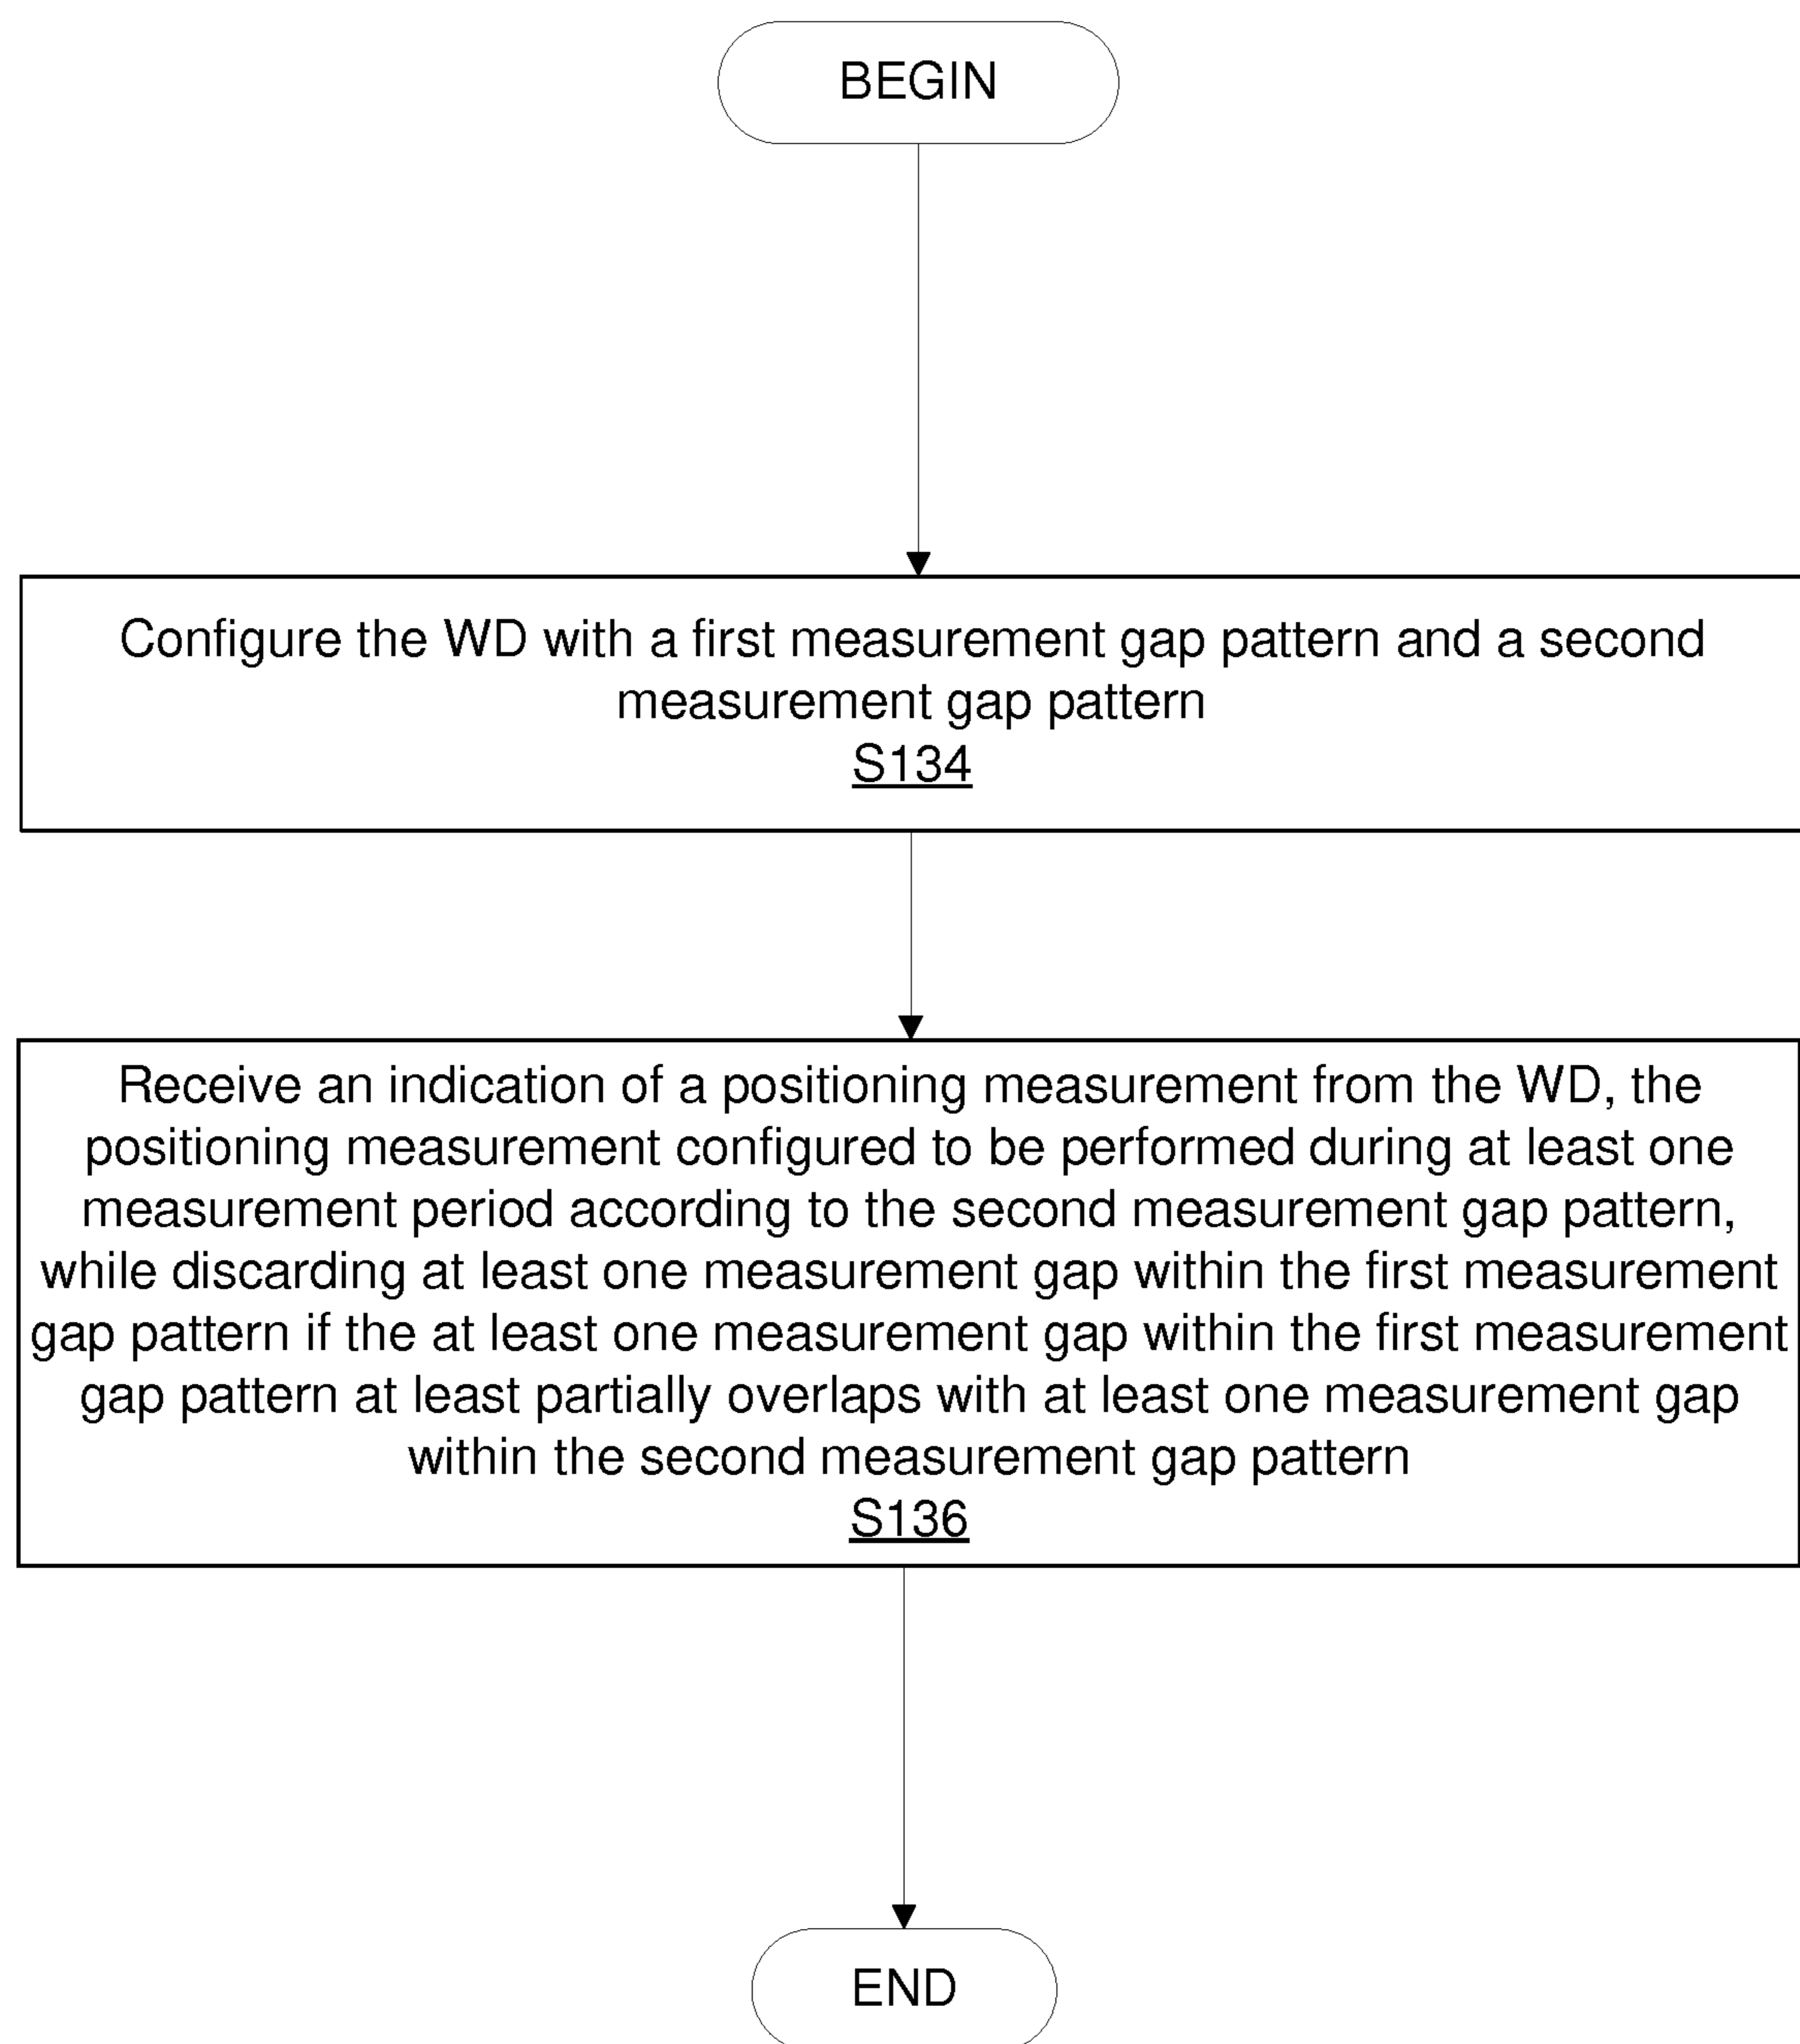 BEGIN
Configure the WD with a first measurement gap pattern and a second
measurement gap pattern
S134
Receive an indication of a positioning measurement from the WD, the
positioning measurement configured to be performed during at least one
measurement period according to the second measurement gap pattern,
while discarding at least one measurement gap within the first measurement
gap pattern if the at least one measurement gap within the first measurement
gap pattern at least partially overlaps with at least one measurement gap
within the second measurement gap pattern
S136
END